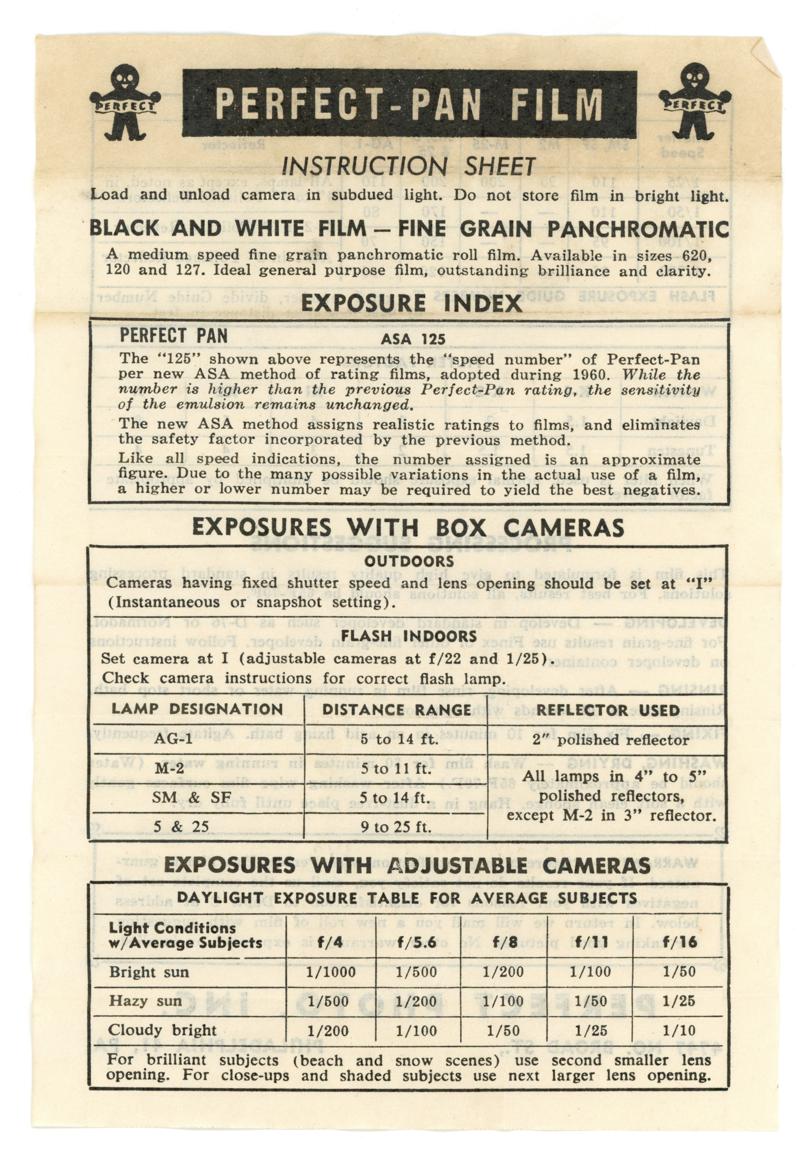 PERFECT
PERFECT-PAN FILM
PERFECT
INSTRUCTION SHEET
Load and unload camera in subdued light. Do not store film in bright light.
BLACK AND WHITE FILM — FINE GRAIN PANCHROMATIC
A medium speed fine grain panchromatic roll film. Available in sizes 620,
120 and 127. Ideal general purpose film, outstanding brilliance and clarity.
EXPOSURE INDEX
PERFECT PAN ASA 125
The "125" shown above represents the "speed number" of Perfect-Pan
per new ASA method of rating films, adopted during 1960. While the
number is higher than the previous Perfect-Pan rating, the sensitivity
of the emulsion remains unchanged.
The new ASA method assigns realistic ratings to films, and eliminates
the safety factor incorporated by the previous method.
Like all speed indications, the number assigned is an approximate
figure. Due to the many possible variations in the actual use of a film,
a higher or lower number may be required to yield the best negatives.
EXPOSURES WITH BOX CAMERAS
OUTDOORS
Cameras having fixed shutter speed and lens opening should be set at "I"
(Instantaneous or snapshot setting).
FLASH INDOORS
Set camera at I (adjustable cameras at f/22 and 1/25).
Check camera instructions for correct flash lamp.
LAMP DESIGNATION DISTANCE RANGE REFLECTOR USED
AG-1 5 to 14 ft. 2" polished reflector
M-2 5 to 11 ft.
SM & SF 5 to 14 ft.
5 & 25 9 to 25 ft.
All lamps in 4" to 5"
polished reflectors,
except M-2 in 3" reflector.
EXPOSURES WITH ADJUSTABLE CAMERAS
DAYLIGHT EXPOSURE TABLE FOR AVERAGE SUBJECTS
Light Conditions
w/Average Subjects f/4 f/5.6 f/8 f/11 f/16
Bright sun 1/1000 1/500 1/200 1/100 1/50
Hazy sun 1/500 1/200 1/100 1/50 1/25
Cloudy bright 1/200 1/100 1/50 1/25 1/10
For brilliant subjects (beach and snow scenes) use second smaller lens
opening. For close-ups and shaded subjects use next larger lens opening.